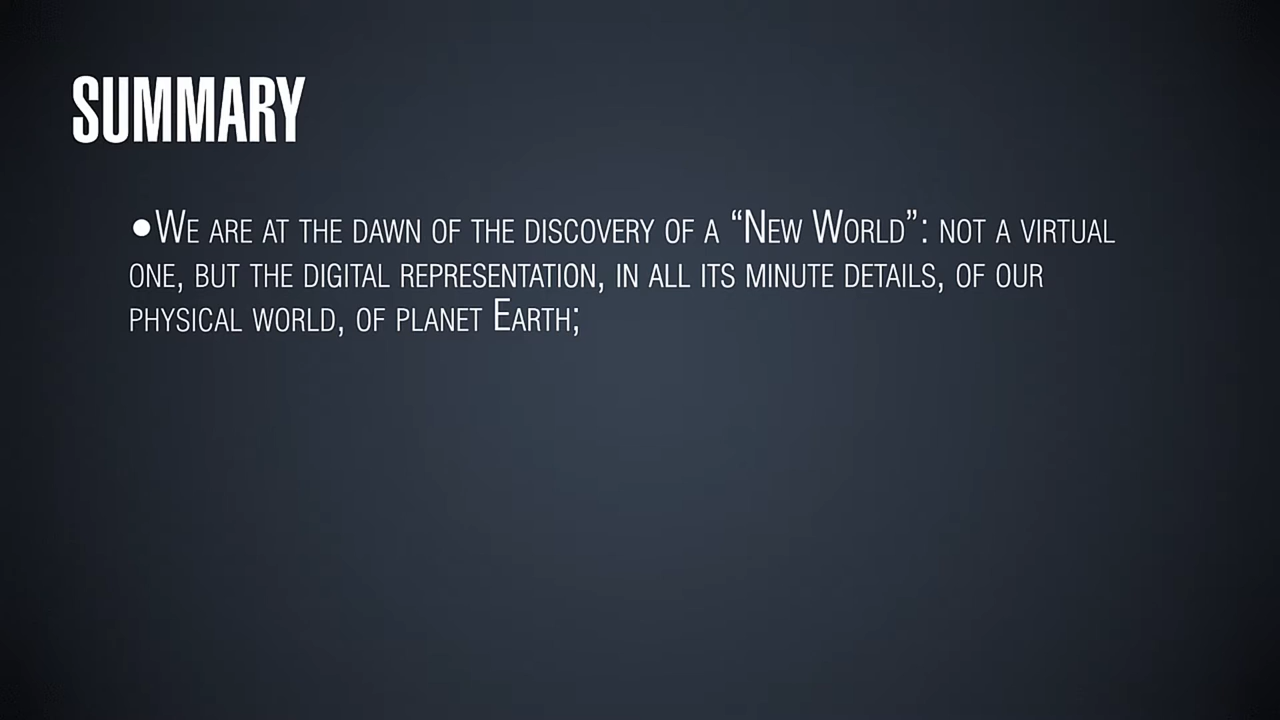 SUMMARY
•We are at the dawn of the discovery of a “New World”: not a virtual
one, but the digital representation, in all its minute details, of our
physical world, of planet Earth;